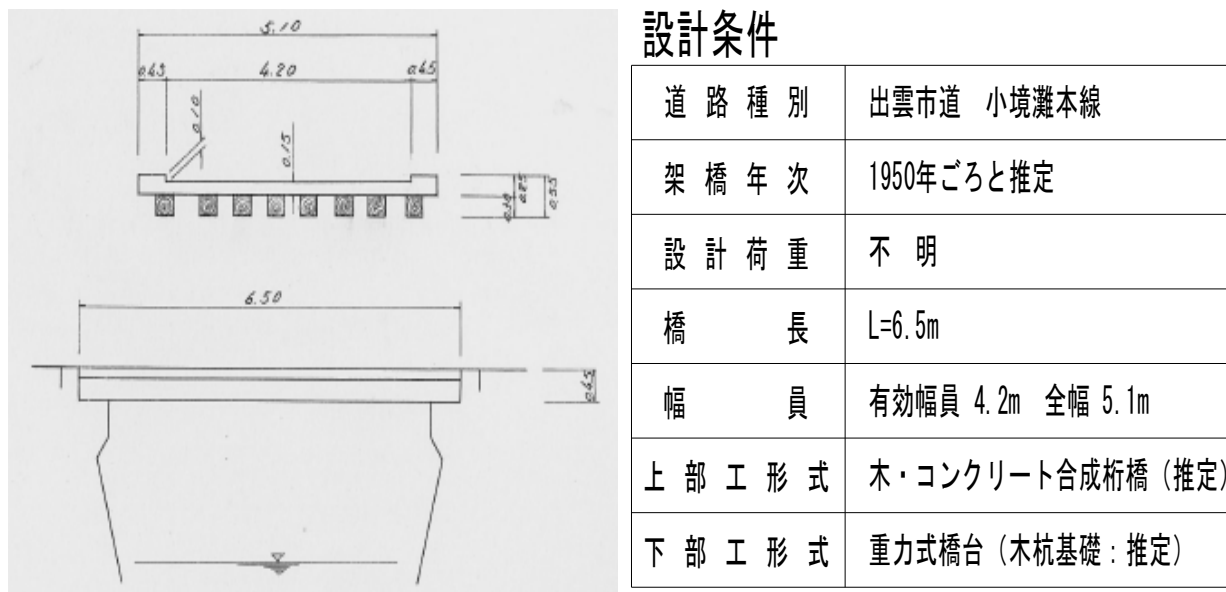 5.10
0.45
4.20
0.45
0.10
0.15
0.25
0.30
0.55
6.50
0.45
設計条件
道路種別 出雲市道 小境灘本線
架橋年次 1950年ごろと推定
設計荷重 不明
橋長 L=6.5m
幅員 有効幅員 4.2m 全幅 5.1m
上部工形式 木・コンクリート合成桁橋（推定）
下部工形式 重力式橋台（木杭基礎：推定）